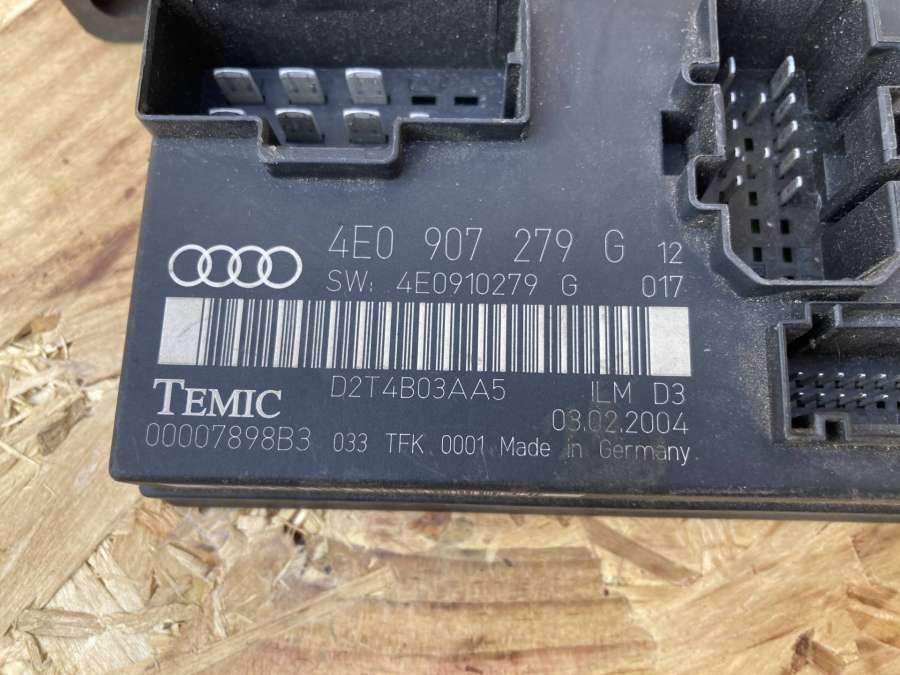 4E0 907 279 G 12
SW: 4E0910279 G 017
D2T4B03AA5 ILM D3
TEMIC 03.02.2004
00007898B3 033 TFK 0001 Made in Germany